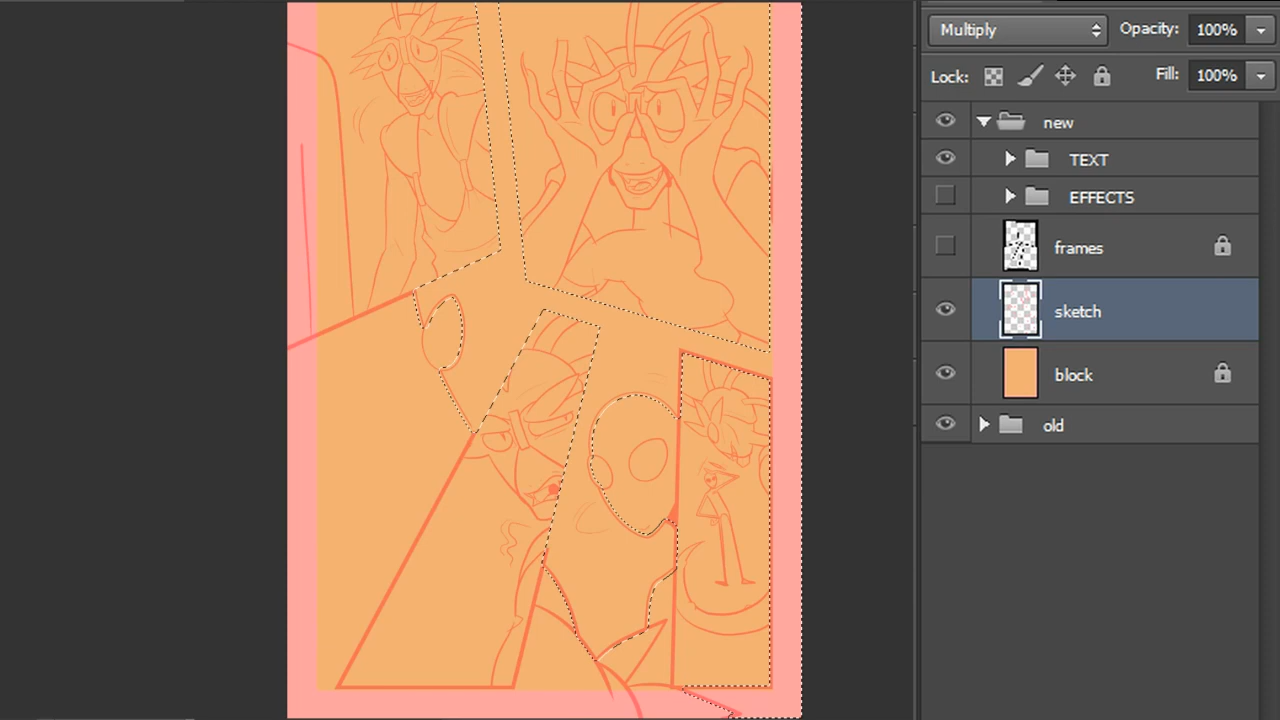 Multiply Opacity: 100%
Lock: Fill: 100%
new
TEXT
EFFECTS
frames
sketch
block
old